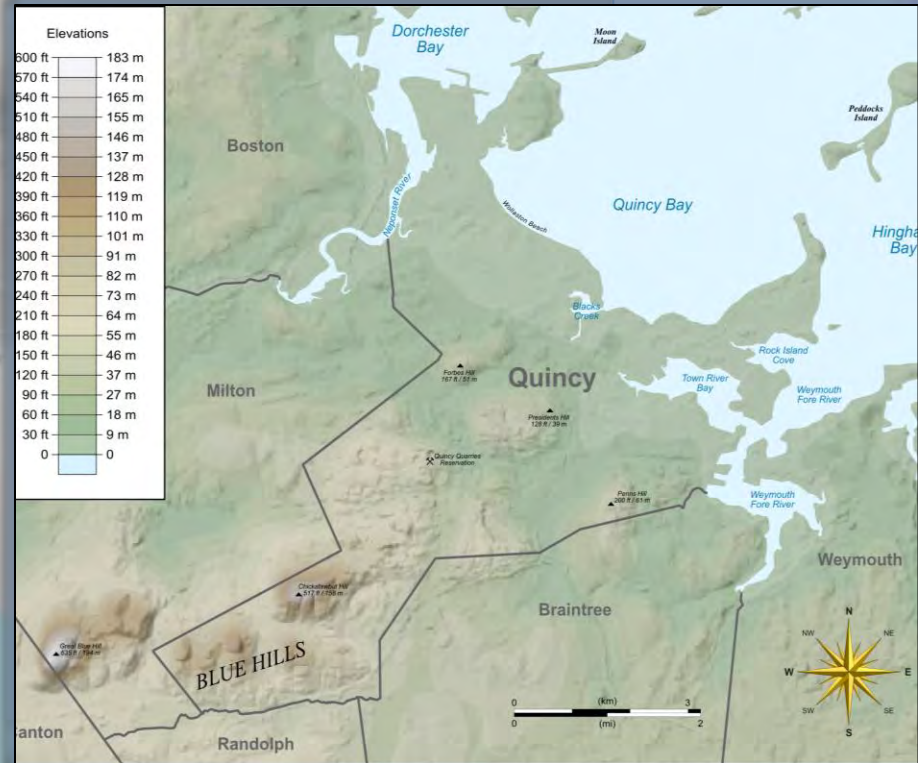 Elevations
600 ft 183 m
570 ft 174 m
540 ft 165 m
510 ft 155 m
480 ft 146 m
450 ft 137 m
420 ft 128 m
390 ft 119 m
360 ft 110 m
330 ft 101 m
300 ft 91 m
270 ft 82 m
240 ft 73 m
210 ft 64 m
180 ft 55 m
150 ft 46 m
120 ft 37 m
90 ft 27 m
60 ft 18 m
30 ft 9 m
0 0
Dorchester
Bay
Moon
Island
Peddocks
Island
Boston
Neponset River
Wollaston Beach
Quincy Bay
Hingha
Bay
Blacks
Creek
Rock Island
Cove
Forbes Hill
Quincy
Town River
Bay
Weymouth
Fore River
Milton
Presidents Hill
Quincy Quarries
Reservation
Penns Hill
Weymouth
Fore River
Weymouth
Chickatawbut Hill
517 ft /
Braintree
Great Blue Hill
BLUE HILLS
anton
Randolph
0 (km) 3
0 (mi) 2
N
NW NE
W E
SW SE
S